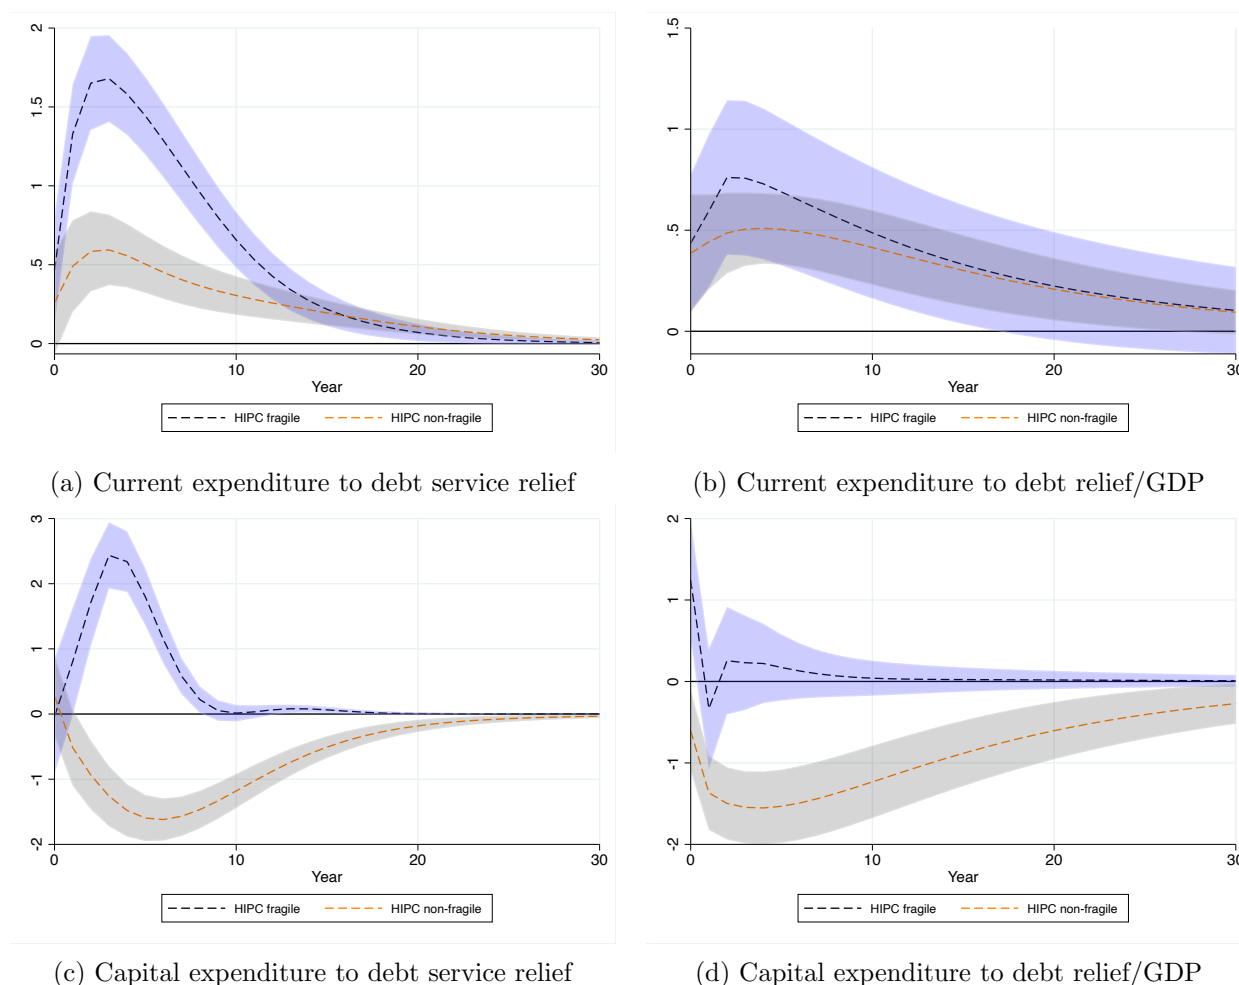 2
1.5
1
.5
0
0
10
20
30
Year
HIPC fragile
HIPC non-fragile
(a) Current expenditure to debt service relief
1.5
1
.5
0
0
10
20
30
Year
HIPC fragile
HIPC non-fragile
(b) Current expenditure to debt relief/GDP
3
2
1
0
-1
-2
0
10
20
30
Year
HIPC fragile
HIPC non-fragile
(c) Capital expenditure to debt service relief
2
1
0
-1
-2
0
10
20
30
Year
HIPC fragile
HIPC non-fragile
(d) Capital expenditure to debt relief/GDP